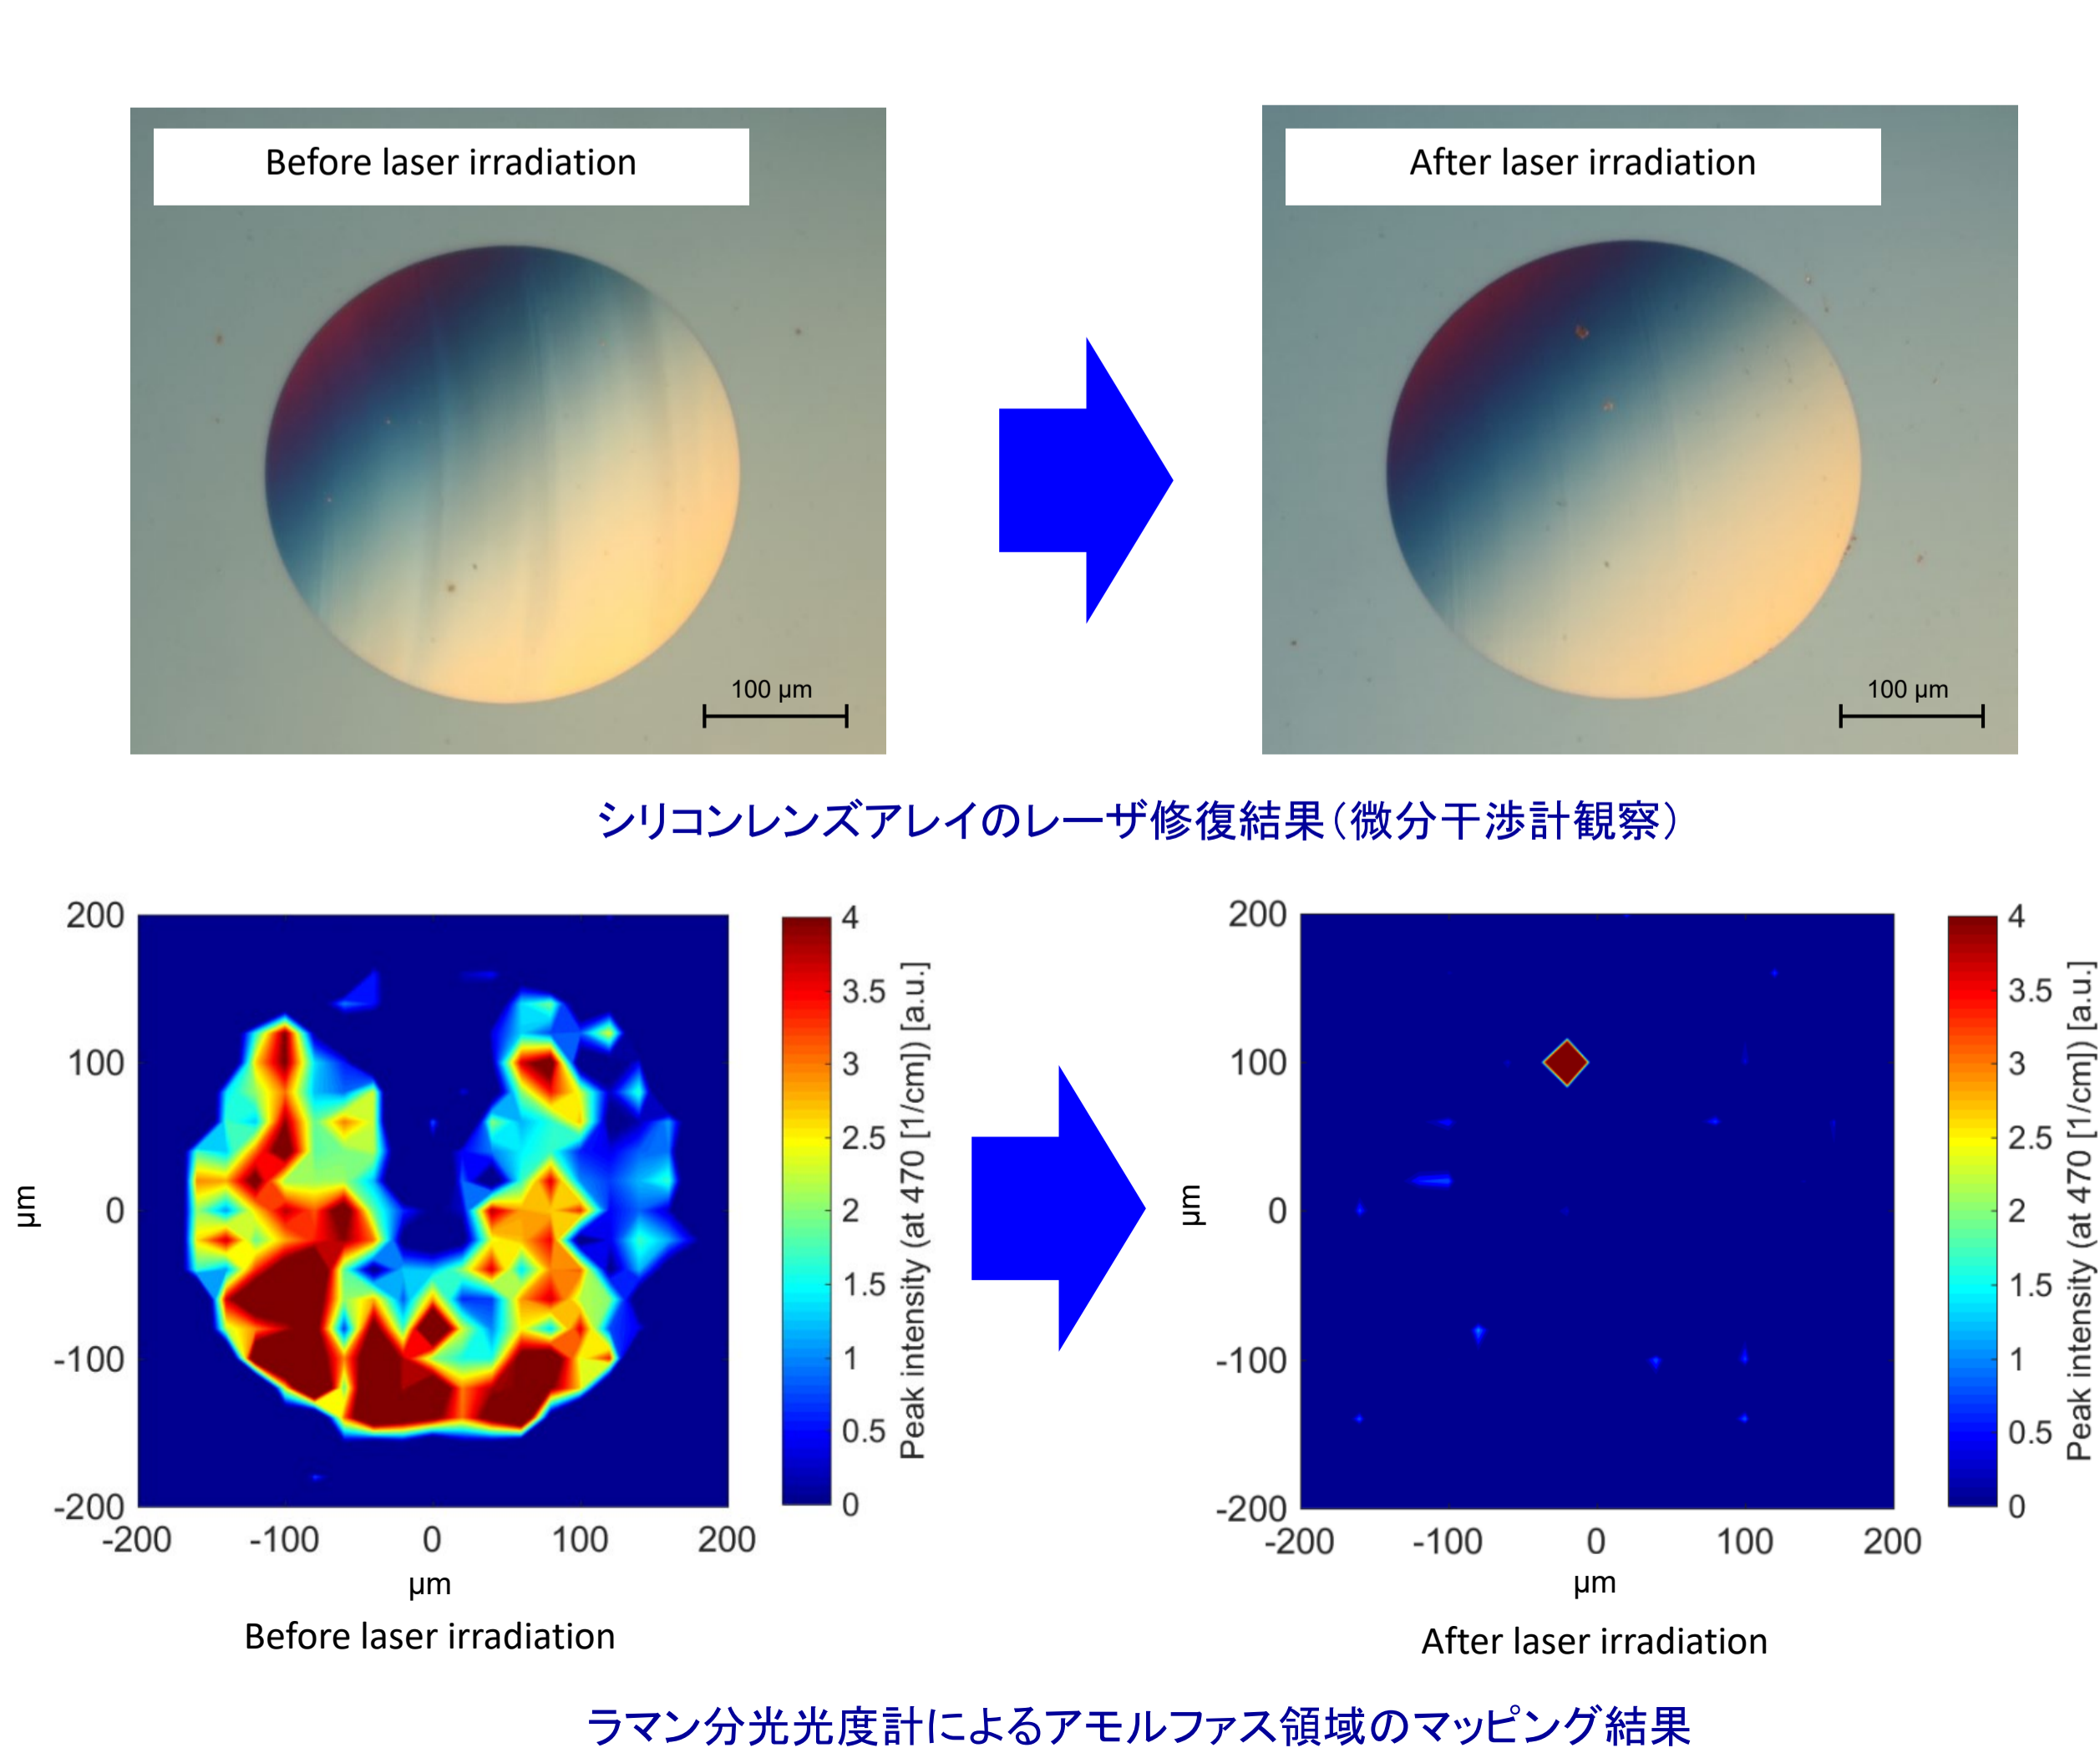 Before laser irradiation
After laser irradiation
100 µm
100 µm
シリコンレンズアレイのレーザ修復結果（微分干渉計観察）
200
100
0
-100
-200
-200 -100 0 100 200
µm
µm
4
3.5
3
2.5
2
1.5
1
0.5
0
Peak intensity (at 470 [1/cm]) [a.u.]
Before laser irradiation
200
100
0
-100
-200
-200 -100 0 100 200
µm
µm
4
3.5
3
2.5
2
1.5
1
0.5
0
Peak intensity (at 470 [1/cm]) [a.u.]
After laser irradiation
ラマン分光光度計によるアモルファス領域のマッピング結果